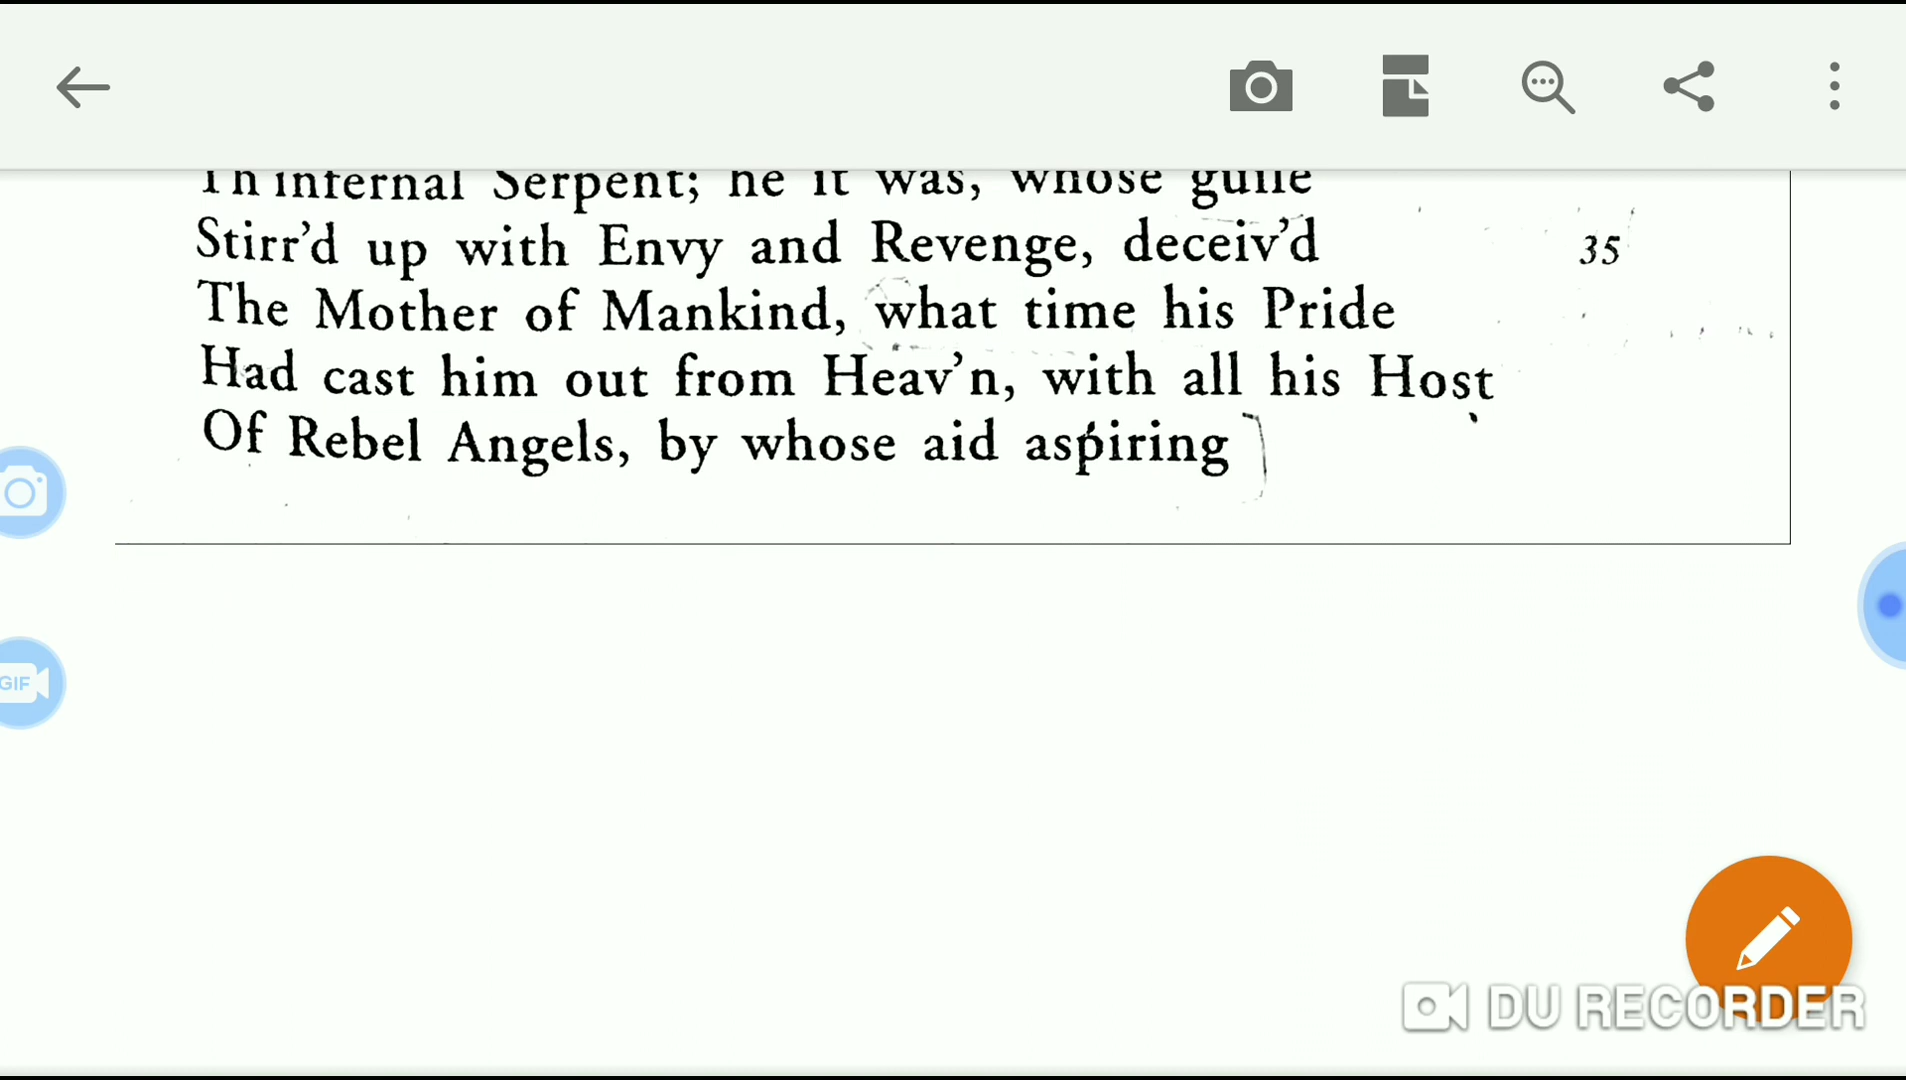 Th'infernal Serpent; he it was, whose guile
Stirr'd up with Envy and Revenge, deceiv'd
35
The Mother of Mankind, what time his Pride
Had cast him out from Heav'n, with all his Host
Of Rebel Angels, by whose aid aspiring
GIF
DU RECORDER